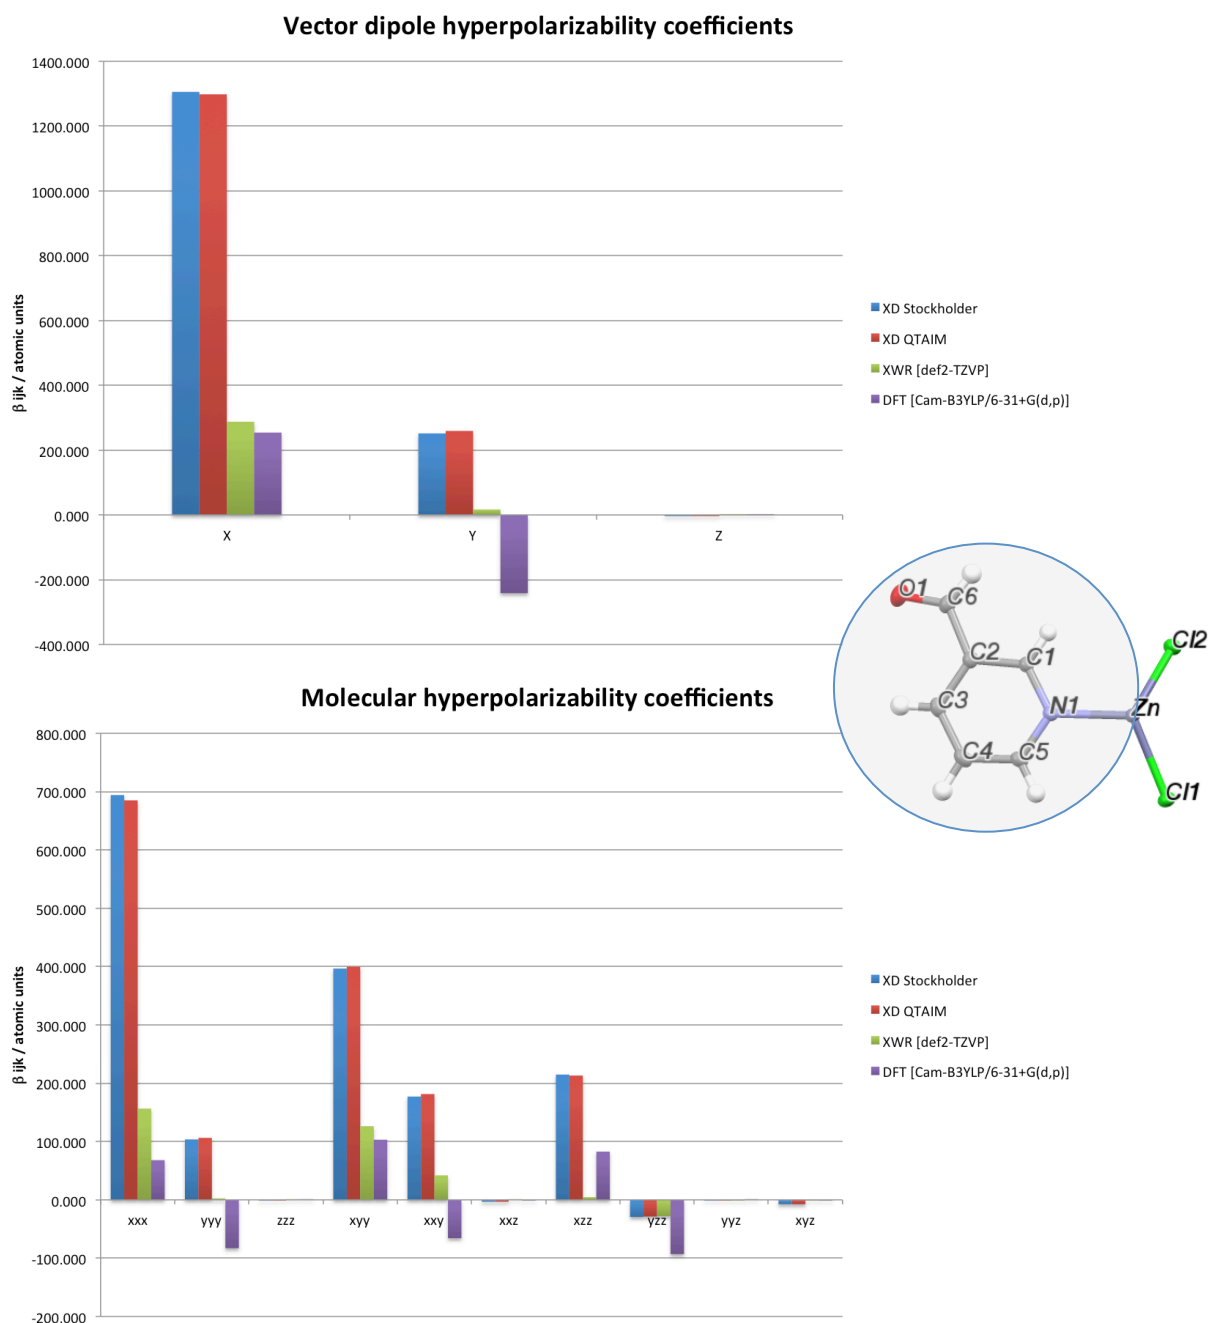 Vector dipole hyperpolarizability coefficients
1400.000
1200.000
1000.000
800.000
600.000
400.000
200.000
0.000
-200.000
-400.000
β ijk / atomic units
X Y Z
XD Stockholder
XD QTAIM
XWR [def2-TZVP]
DFT [Cam-B3YLP/6-31+G(d,p)]
O1
C6
C2
C1
C3
N1
C4
C5
Zn
Cl2
Cl1
Molecular hyperpolarizability coefficients
800.000
700.000
600.000
500.000
400.000
300.000
200.000
100.000
0.000
-100.000
-200.000
β ijk / atomic units
xxx yyy zzz xyy xxy xxz xzz yzz yyz xyz
XD Stockholder
XD QTAIM
XWR [def2-TZVP]
DFT [Cam-B3YLP/6-31+G(d,p)]